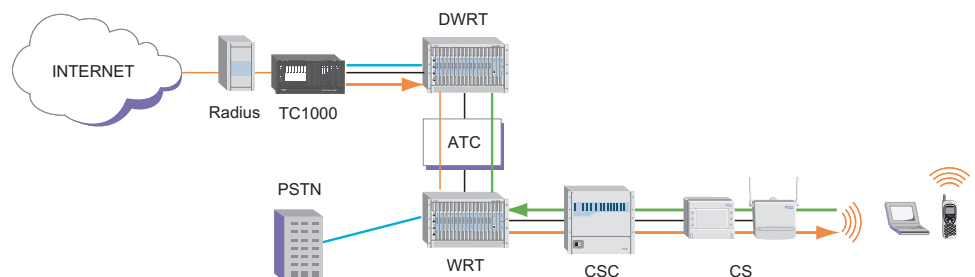 DWRT
INTERNET
Radius
TC1000
ATC
PSTN
WRT
CSC
CS